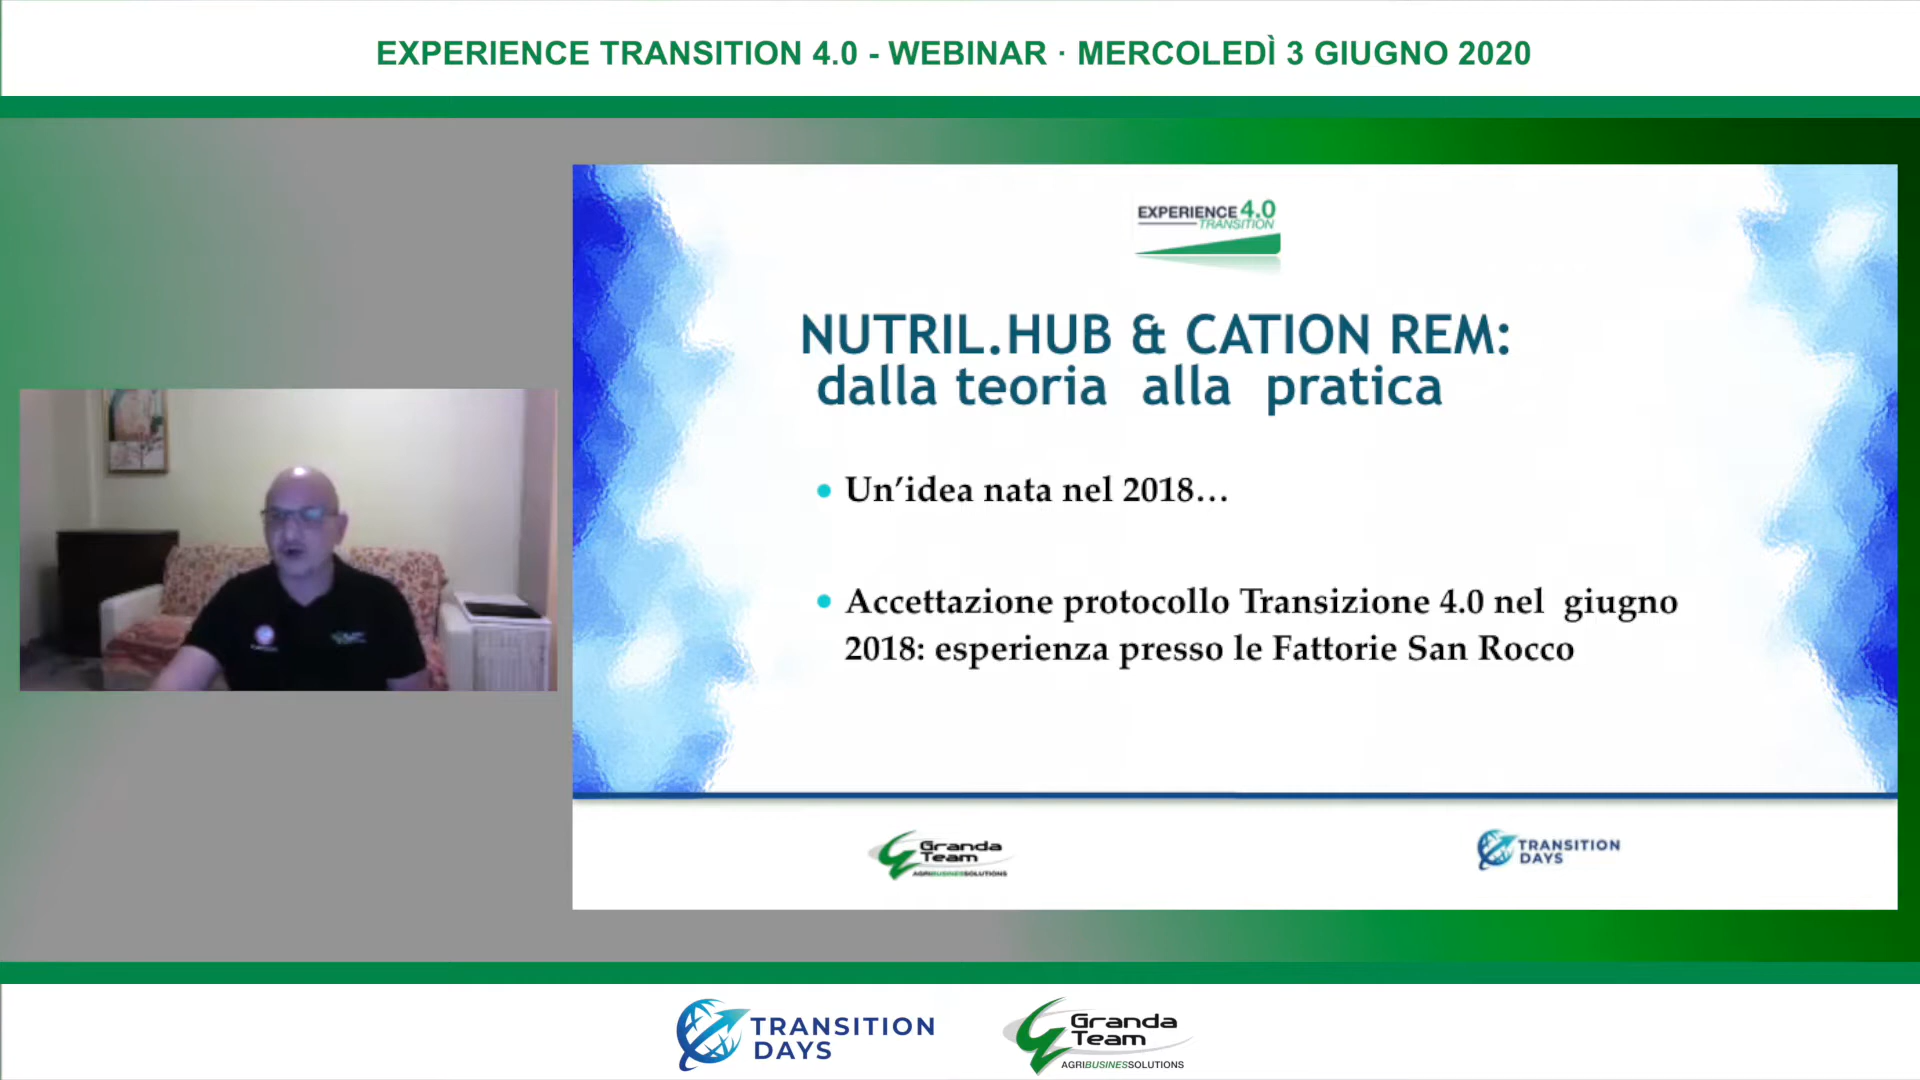 EXPERIENCE TRANSITION 4.0 - WEBINAR · MERCOLEDÌ 3 GIUGNO 2020
EXPERIENCE 4.0
TRANSITION
NUTRIL.HUB & CATION REM:
dalla teoria alla pratica
• Un’idea nata nel 2018…
• Accettazione protocollo Transizione 4.0 nel giugno
2018: esperienza presso le Fattorie San Rocco
Granda
Team
AGRIBUSINESSOLUTIONS
TRANSITION
DAYS
TRANSITION
DAYS
Granda
Team
AGRIBUSINESSOLUTIONS